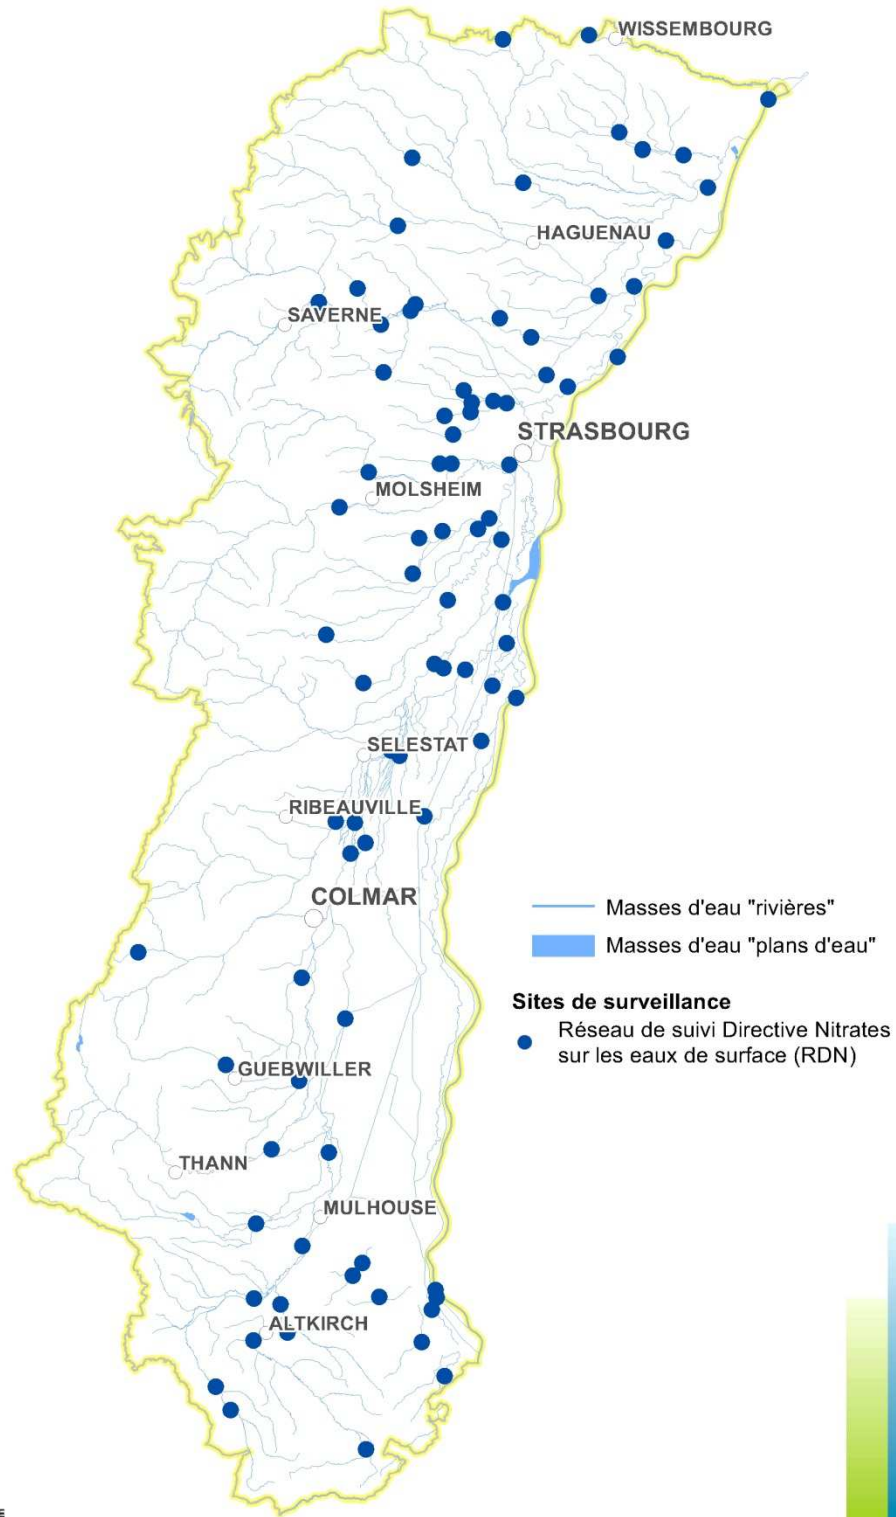 WISSEMBOURG
HAGUENAU
SAVERNE
STRASBOURG
MOLSHEIM
SELESTAT
RIBEAUVILLE
COLMAR
Masses d'eau "rivières"
Masses d'eau "plans d'eau"
Sites de surveillance
Réseau de suivi Directive Nitrates
sur les eaux de surface (RDN)
GUEBWILLER
THANN
MULHOUSE
ALTKIRCH